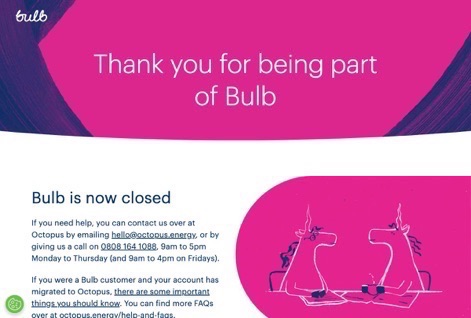 bulb
Thank you for being part
of Bulb
Bulb is now closed
If you need help, you can contact us over at
Octopus by emailing hello@octopus.energy, or by
giving us a call on 0808 164 1088, 9am to 5pm
Monday to Thursday (and 9am to 4pm on Fridays).
If you were a Bulb customer and your account has
migrated to Octopus, there are some important
things you should know. You can find more FAQs
over at octopus.energy/help-and-faqs.